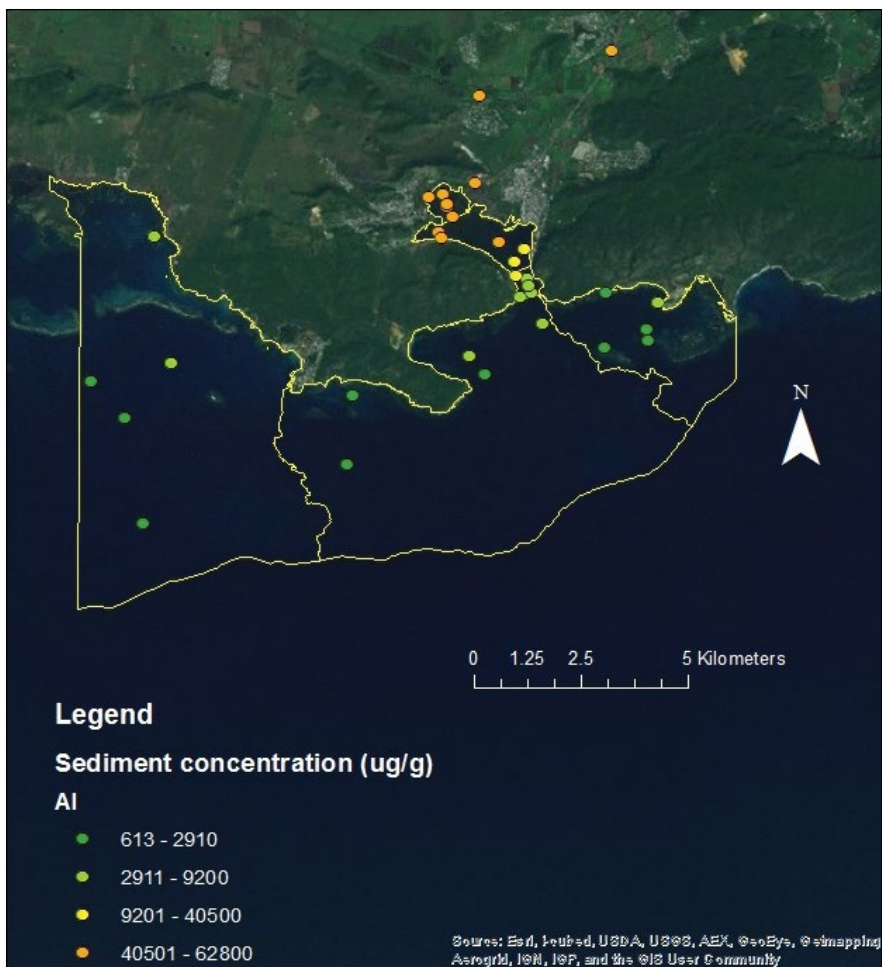 N
0 1.25 2.5 5 Kilometers
Legend
Sediment concentration (ug/g)
Al
613 - 2910
2911 - 9200
9201 - 40500
40501 - 62800
Source: Esri, USDA, USGS, AEX, GeoEye, Getmapping
Aerogrid, IGN, IGP, and the GIS User Community